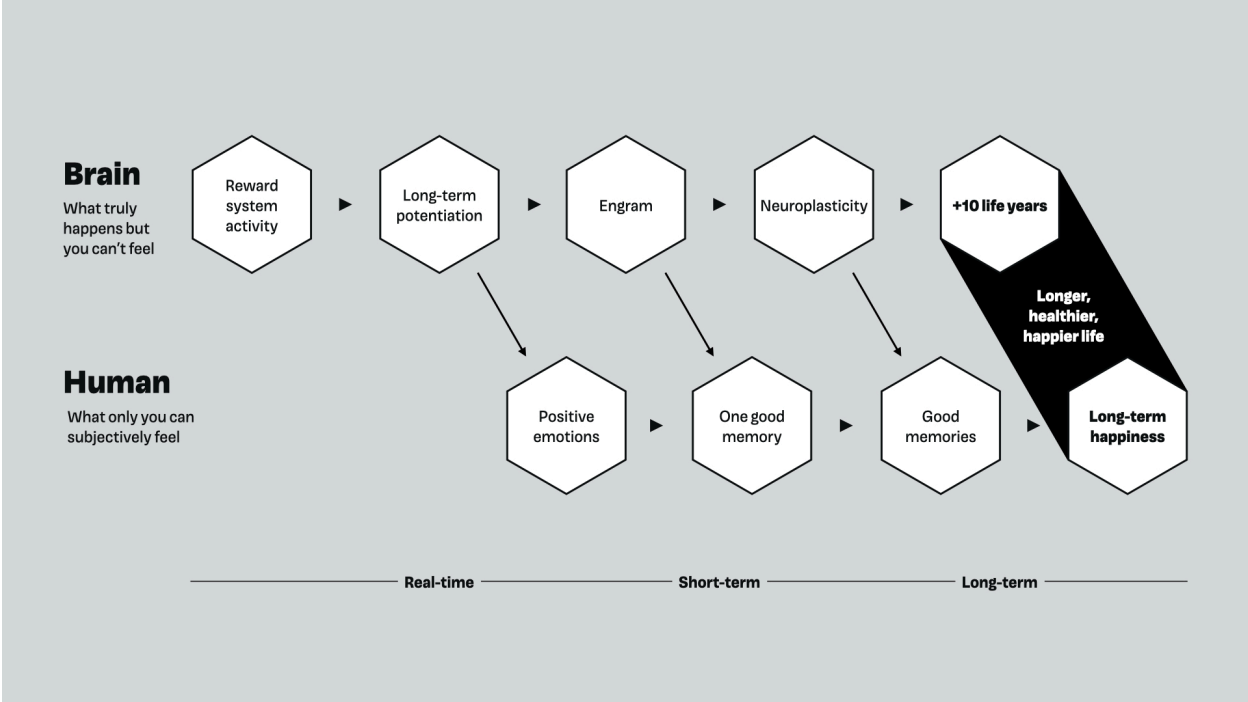 Brain
What truly
happens but
you can’t feel
Reward
system
activity
Long-term
potentiation
Engram
Neuroplasticity
+10 life years
Longer,
healthier,
happier life
Human
What only you can
subjectively feel
Positive
emotions
One good
memory
Good
memories
Long-term
happiness
Real-time
Short-term
Long-term